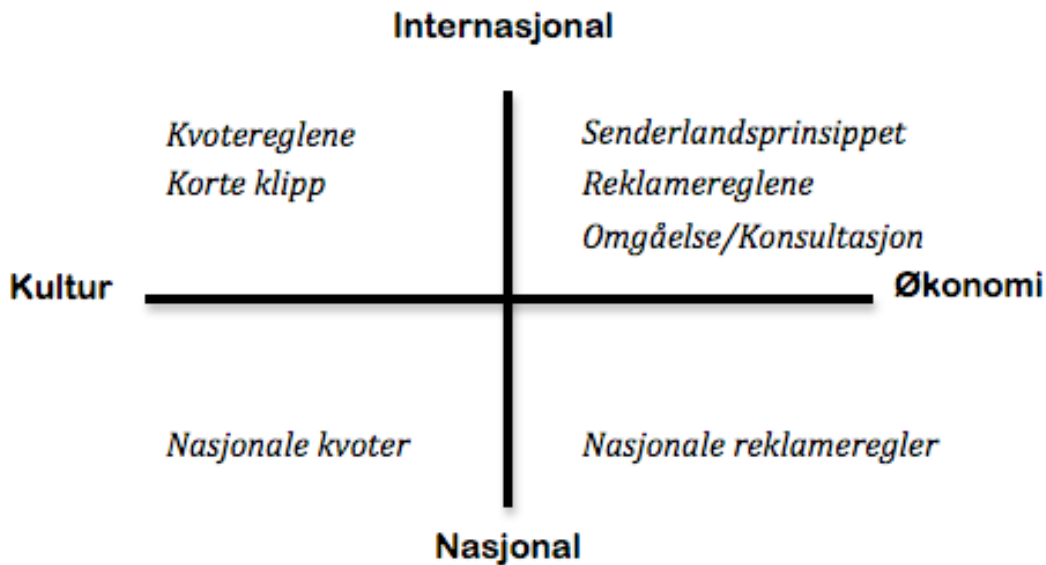 Internasjonal
Kvotereglene
Korte klipp
Senderlandsprinsippet
Reklamereglene
Omgåelse/Konsultasjon
Kultur
Økonomi
Nasjonale kvoter
Nasjonale reklameregler
Nasjonal